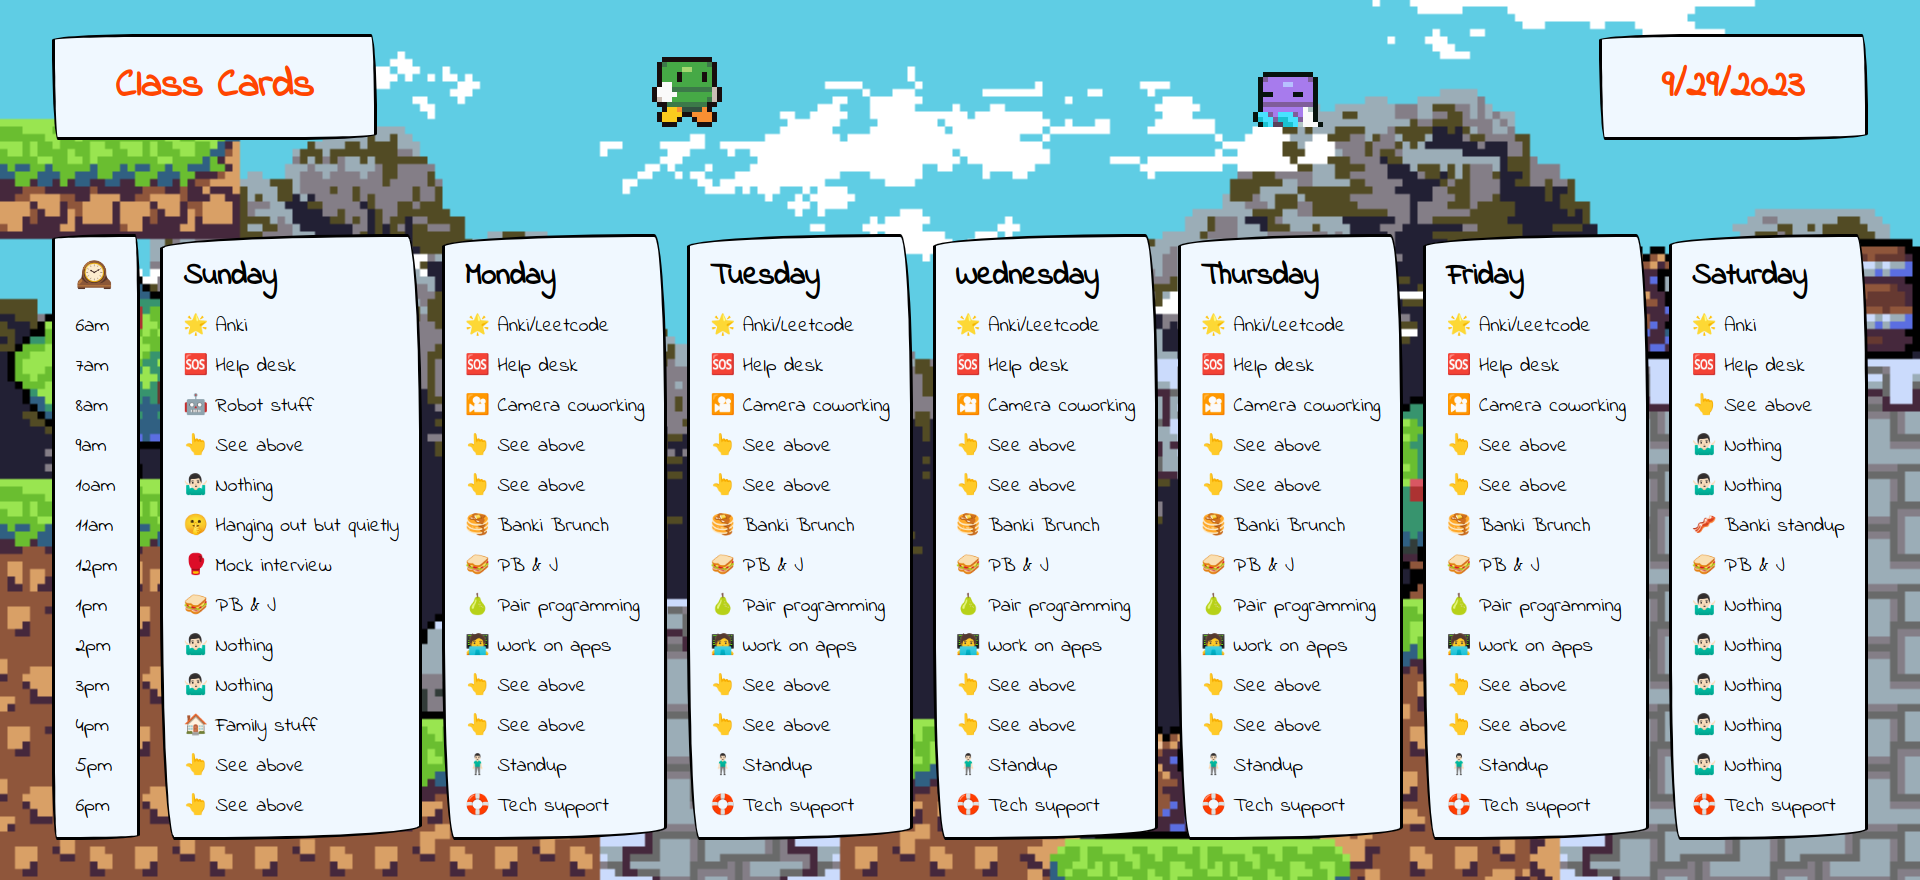 Class Cards
9/29/2023
6am
7am
8am
9am
10am
11am
12pm
1pm
2pm
3pm
4pm
5pm
6pm
Sunday
Anki
SOS Help desk
Robot stuff
See above
Nothing
Hanging out but quietly
Mock interview
PB & J
Nothing
Nothing
Family stuff
See above
See above
Monday
Anki/Leetcode
SOS Help desk
Camera coworking
See above
See above
Banki Brunch
PB & J
Pair programming
Work on apps
See above
See above
Standup
Tech support
Tuesday
Anki/Leetcode
SOS Help desk
Camera coworking
See above
See above
Banki Brunch
PB & J
Pair programming
Work on apps
See above
See above
Standup
Tech support
Wednesday
Anki/Leetcode
SOS Help desk
Camera coworking
See above
See above
Banki Brunch
PB & J
Pair programming
Work on apps
See above
See above
Standup
Tech support
Thursday
Anki/Leetcode
SOS Help desk
Camera coworking
See above
See above
Banki Brunch
PB & J
Pair programming
Work on apps
See above
See above
Standup
Tech support
Friday
Anki/Leetcode
SOS Help desk
Camera coworking
See above
See above
Banki Brunch
PB & J
Pair programming
Work on apps
See above
See above
Standup
Tech support
Saturday
Anki
SOS Help desk
See above
Nothing
Nothing
Banki standup
PB & J
Nothing
Nothing
Nothing
Nothing
Nothing
Tech support